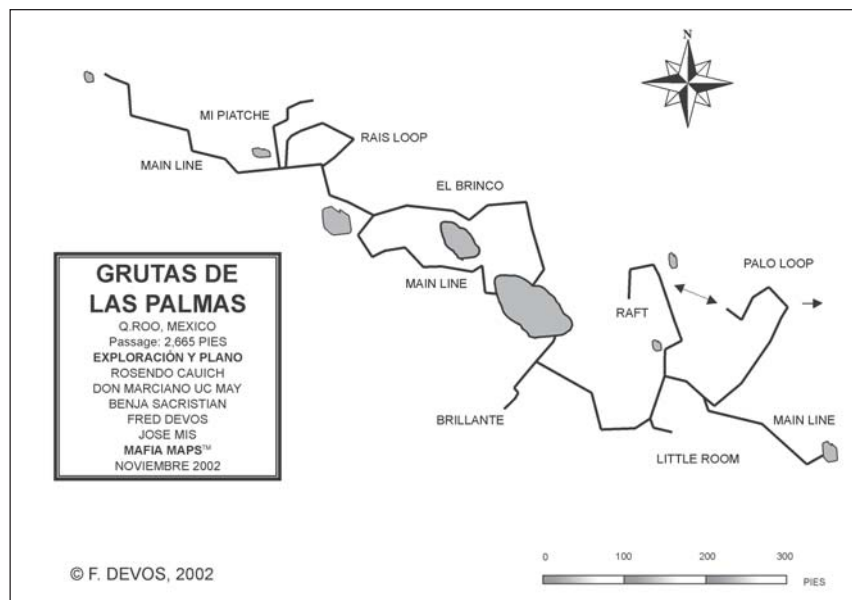 N
MI PIATCHE
RAIS LOOP
MAIN LINE
EL BRINCO
MAIN LINE
PALO LOOP
RAFT
BRILLANTE
MAIN LINE
LITTLE ROOM
GRUTAS DE
LAS PALMAS
Q.ROO, MEXICO
Passage: 2,665 PIES
EXPLORACIÒN Y PLANO
ROSENDO CAUICH
DON MARCIANO UC MAY
BENJA SACRISTIAN
FRED DEVOS
JOSE MIS
MAFIA MAPS™
NOVIEMBRE 2002
0 100 200 300
PIES
© F. DEVOS, 2002